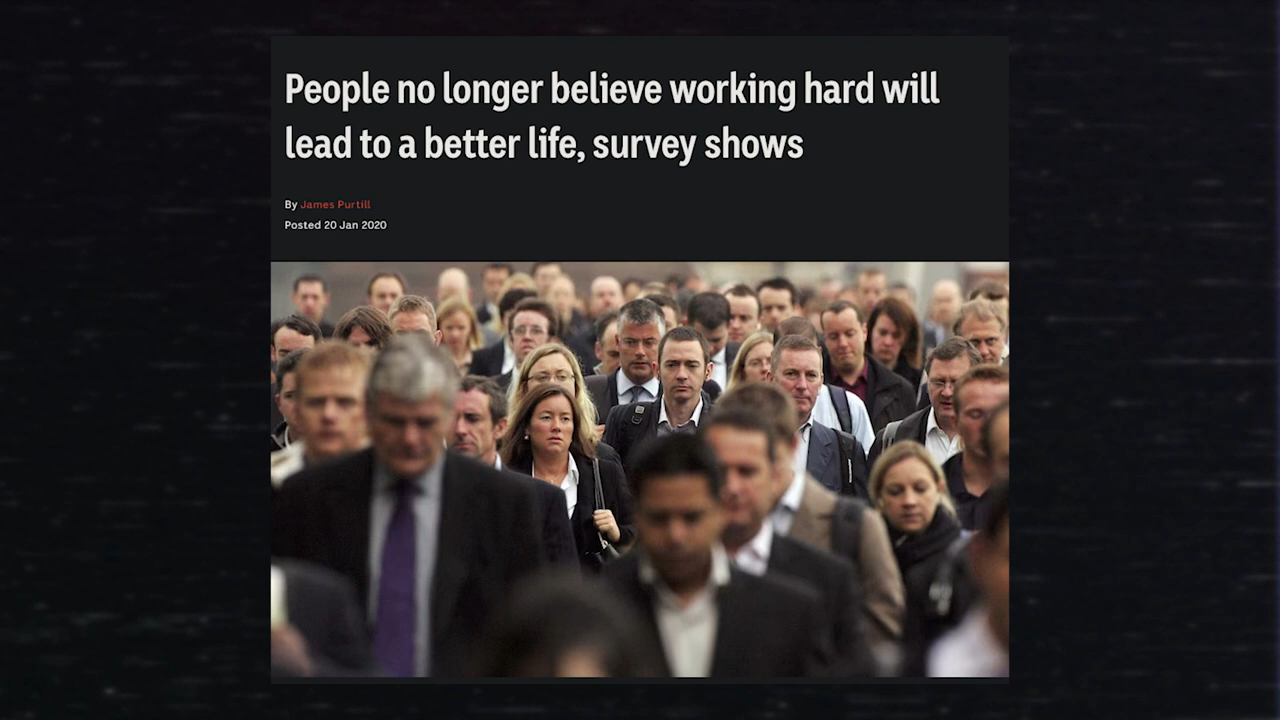 People no longer believe working hard will
lead to a better life, survey shows
By James Purtill
Posted 20 Jan 2020